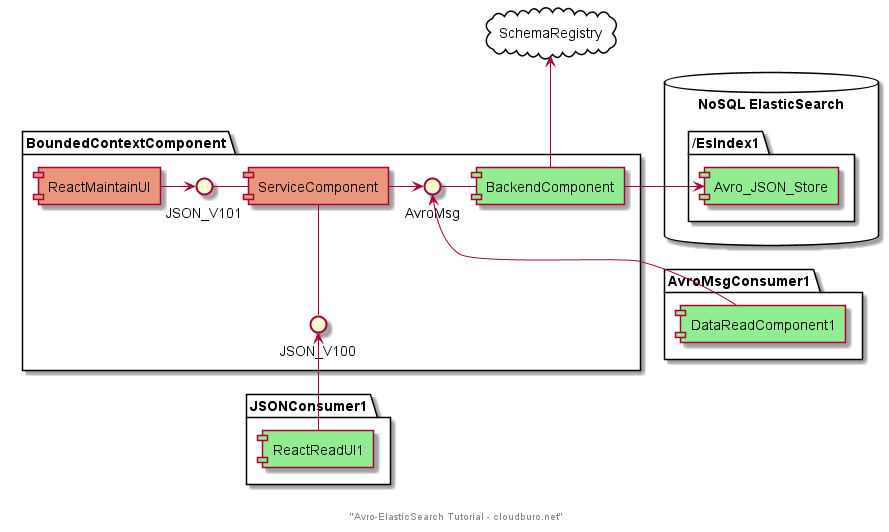 SchemaRegistry
NoSQL ElasticSearch
BoundedContextComponent
/EsIndex1
ReactMaintainUI
ServiceComponent
BackendComponent
Avro_JSON_Store
JSON_V101
AvroMsg
AvroMsgConsumer1
DataReadComponent1
JSON_V100
JSONConsumer1
ReactReadUI1
"Avro-ElasticSearch Tutorial - cloudburo.net"